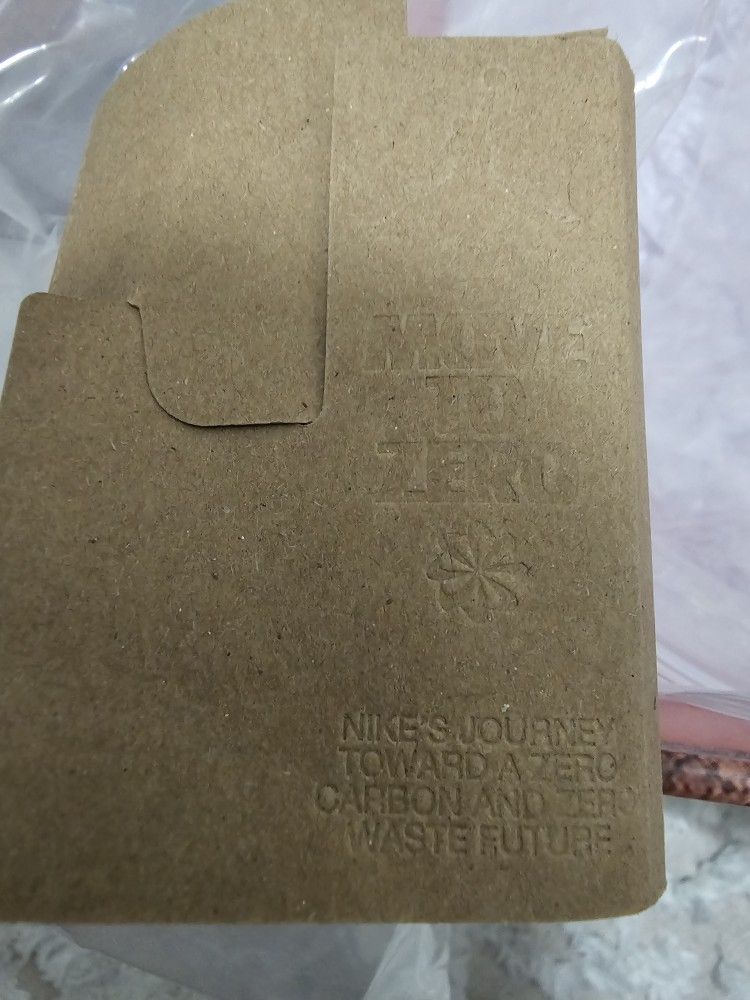 MOVE
TO
ZERO
NIKE'S JOURNEY
TOWARD A ZERO
CARBON AND ZERO
WASTE FUTURE